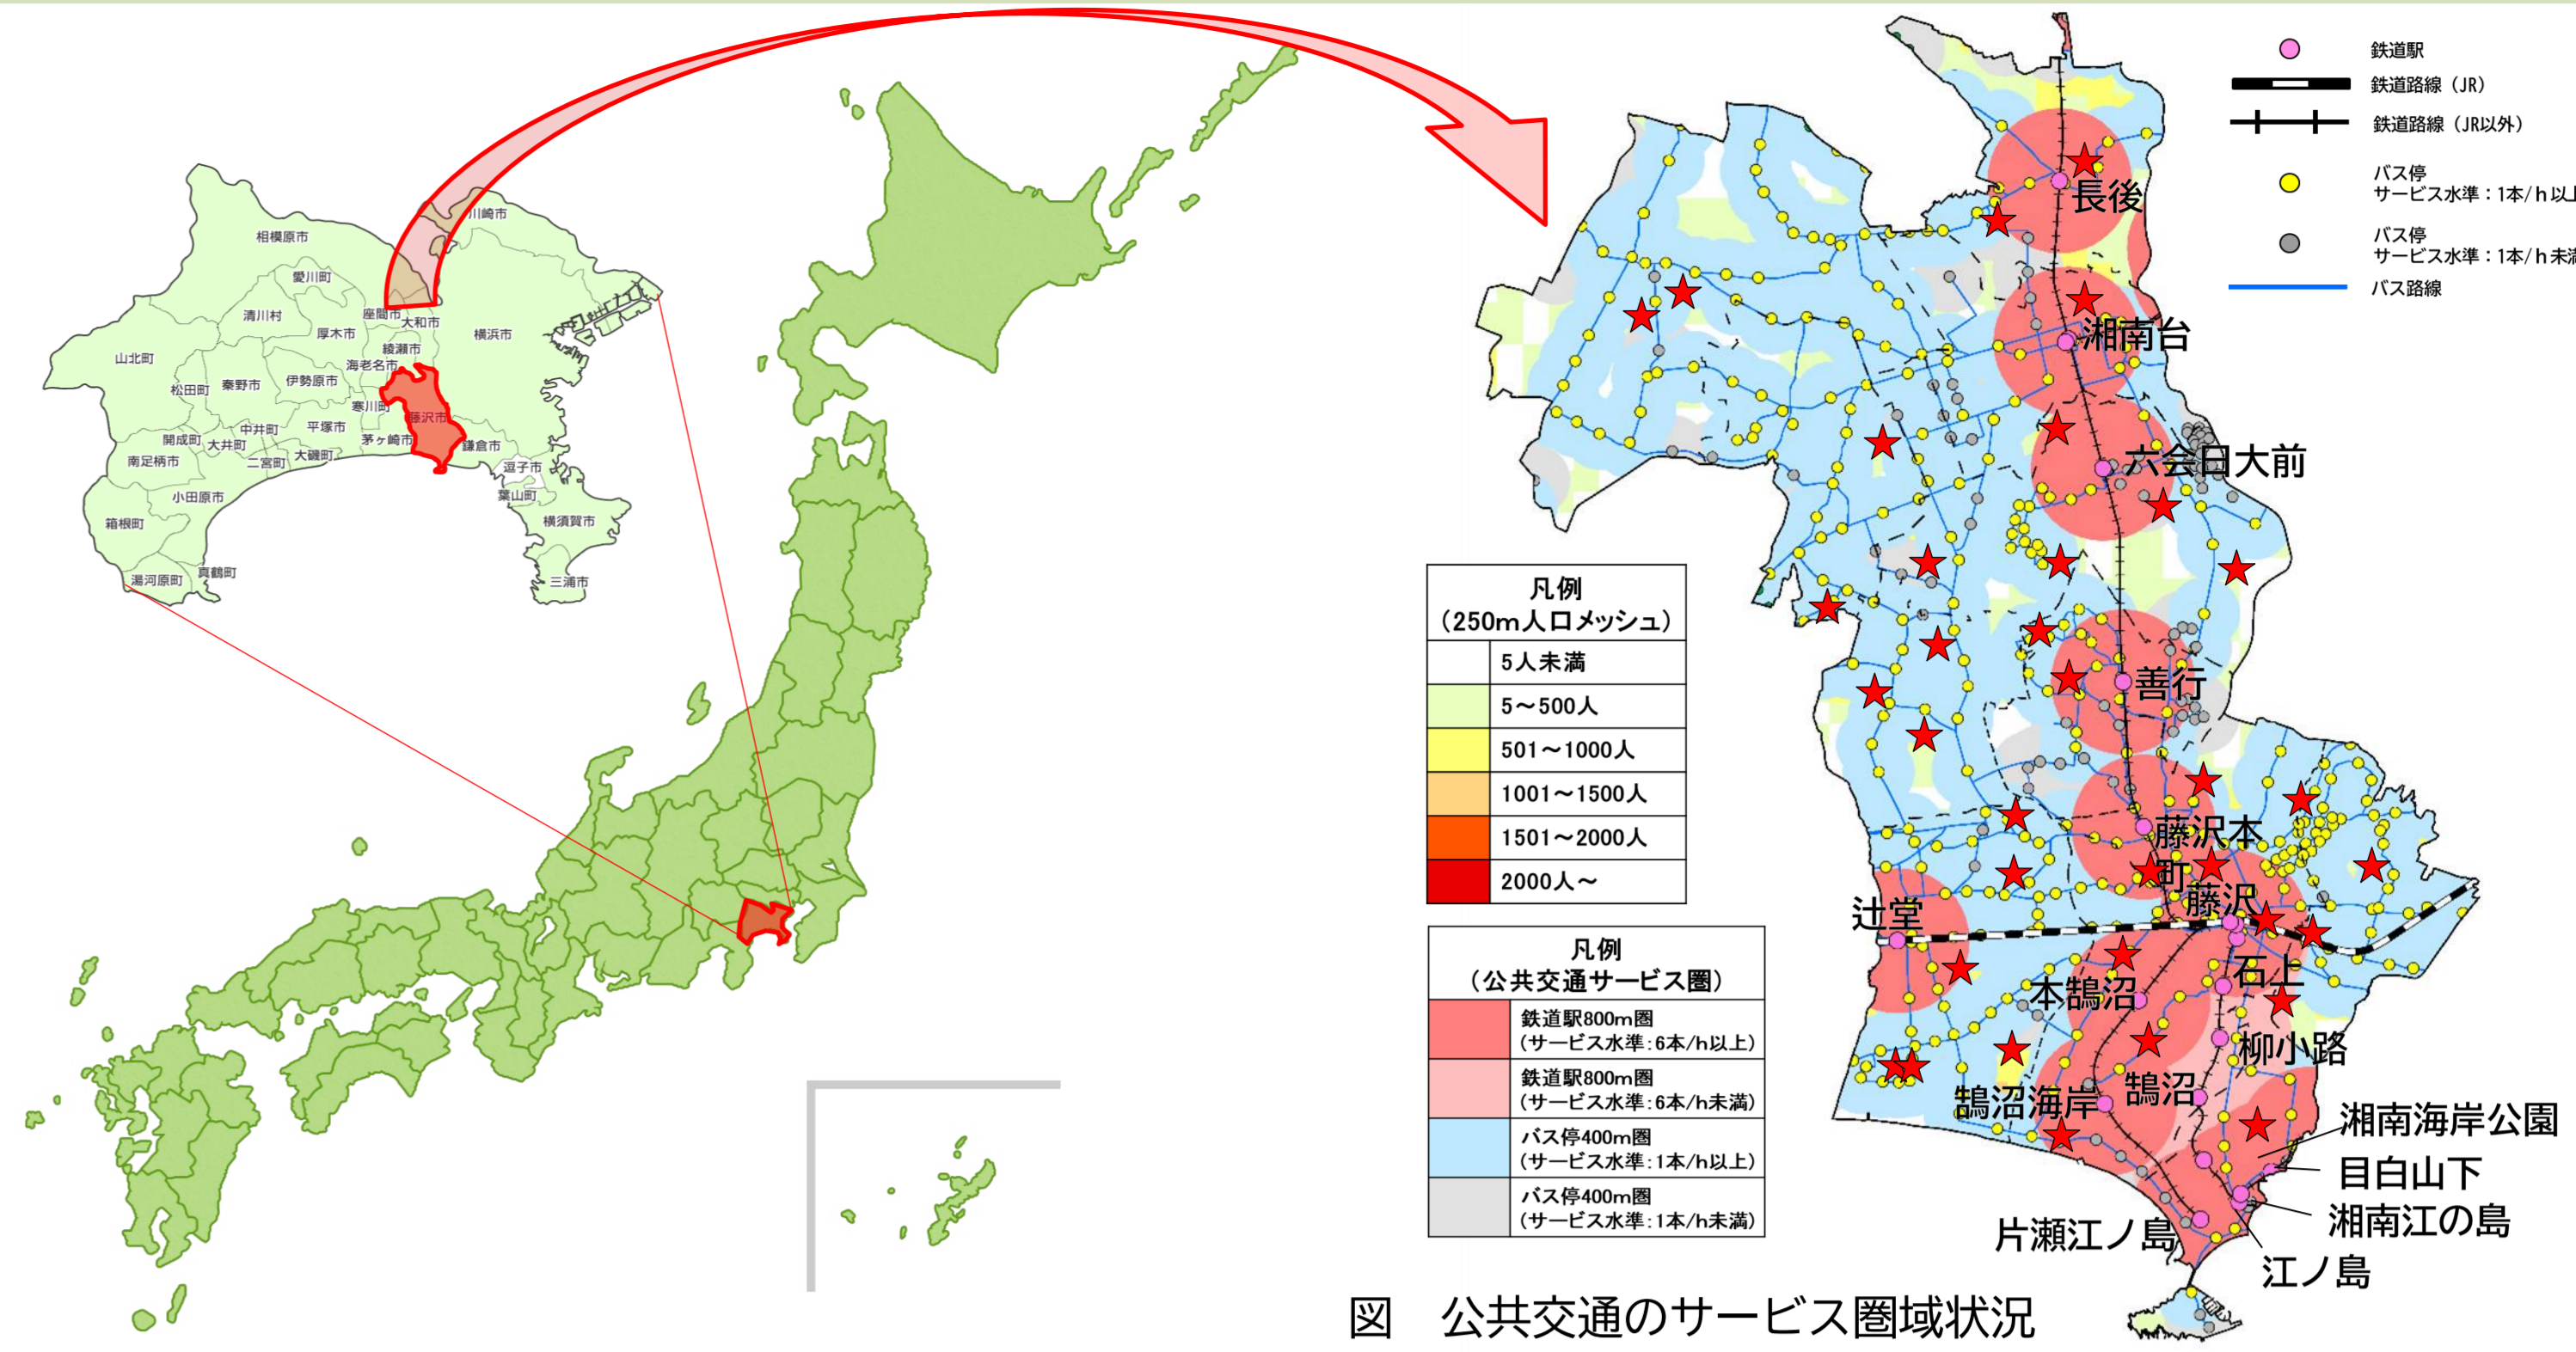 川崎市
相模原市
愛川町
清川村
座間市
大和市
横浜市
厚木市
綾瀬市
山北町
海老名市
松田町
秦野市
伊勢原市
寒川町
藤沢市
中井町
平塚市
茅ヶ崎市
鎌倉市
開成町
大井町
南足柄市
二宮町
大磯町
逗子市
葉山町
小田原市
箱根町
横須賀市
湯河原町
真鶴町
三浦市
鉄道駅
鉄道路線（JR）
鉄道路線（JR以外）
バス停
サービス水準：1本/h以上
バス停
サービス水準：1本/h未満
バス路線
長後
湘南台
六会日大前
善行
藤沢本
町
藤沢
辻堂
石上
本鵠沼
柳小路
鵠沼
鵠沼海岸
湘南海岸公園
目白山下
湘南江の島
片瀬江ノ島
江ノ島
凡例
（250m人口メッシュ）
5人未満
5～500人
501～1000人
1001～1500人
1501～2000人
2000人～
凡例
（公共交通サービス圏）
鉄道駅800m圏
（サービス水準：6本/h以上）
鉄道駅800m圏
（サービス水準：6本/h未満）
バス停400m圏
（サービス水準：1本/h以上）
バス停400m圏
（サービス水準：1本/h未満）
図　公共交通のサービス圏域状況